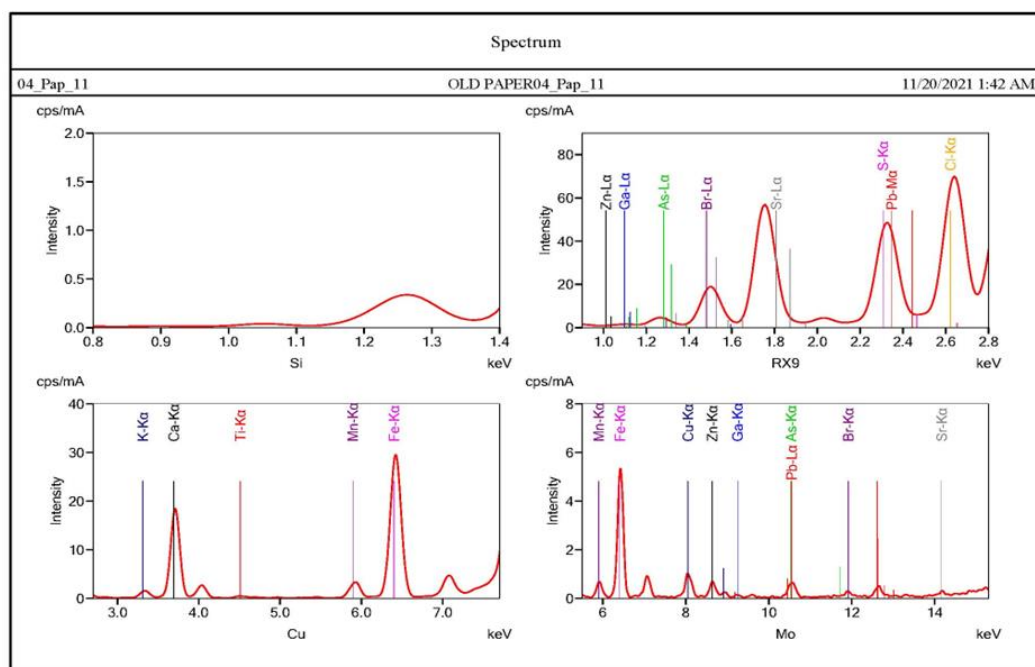 Spectrum
04_Pap_11 OLD PAPER04_Pap_11 11/20/2021 1:42 AM
cps/mA
2.0
1.5
1.0
0.5
0.0
Intensity
0.8 0.9 1.0 1.1 1.2 1.3 1.4
Si keV
cps/mA
80
60
40
20
0
Intensity
Zn-Lα Ga-Lα As-Lα Br-Lα Sr-Lα S-Kα Pb-Mα Cl-Kα
1.0 1.2 1.4 1.6 1.8 2.0 2.2 2.4 2.6 2.8
RX9 keV
cps/mA
40
30
20
10
0
Intensity
K-Kα Ca-Kα Ti-Kα Mn-Kα Fe-Kα
3.0 4.0 5.0 6.0 7.0
Cu keV
cps/mA
8
6
4
2
0
Intensity
Mn-Kα Fe-Kα Cu-Kα Zn-Kα Ga-Kα Pb-Lα As-Kα Br-Kα Sr-Kα
6 8 10 12 14
Mo keV